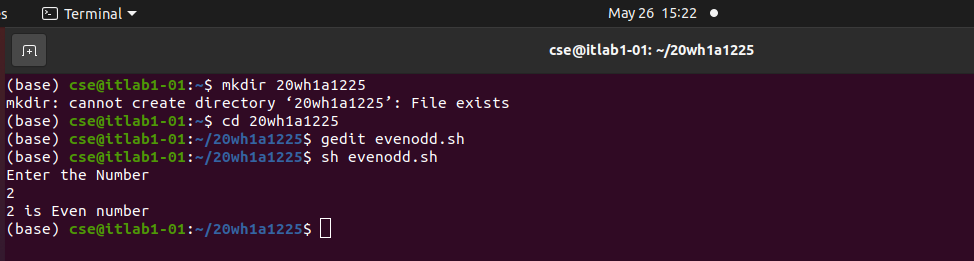 s Terminal May 26 15:22
cse@itlab1-01: ~/20wh1a1225
(base) cse@itlab1-01:~$ mkdir 20wh1a1225
mkdir: cannot create directory ‘20wh1a1225’: File exists
(base) cse@itlab1-01:~$ cd 20wh1a1225
(base) cse@itlab1-01:~/20wh1a1225$ gedit evenodd.sh
(base) cse@itlab1-01:~/20wh1a1225$ sh evenodd.sh
Enter the Number
2
2 is Even number
(base) cse@itlab1-01:~/20wh1a1225$